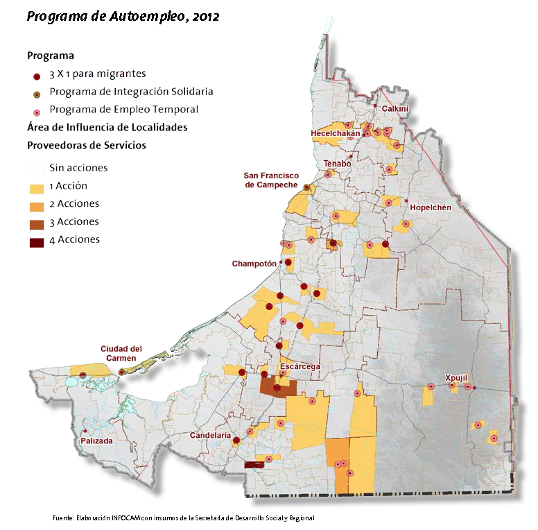 Programa de Autoempleo, 2012
Programa
3 X 1 para migrantes
Programa de Integración Solidaria
Programa de Empleo Temporal
Área de Influencia de Localidades
Proveedoras de Servicios
Sin acciones
1 Acción
2 Acciones
3 Acciones
4 Acciones
Calkiní
Hecelchakán
Tenabo
San Francisco
de Campeche
Hopelchén
Champotón
Ciudad del
Carmen
Escárcega
Xpujil
Candelaria
Palizada
Fuente: Elaboración INFOCAM con insumos de la Secretaría de Desarrollo Social y Regional